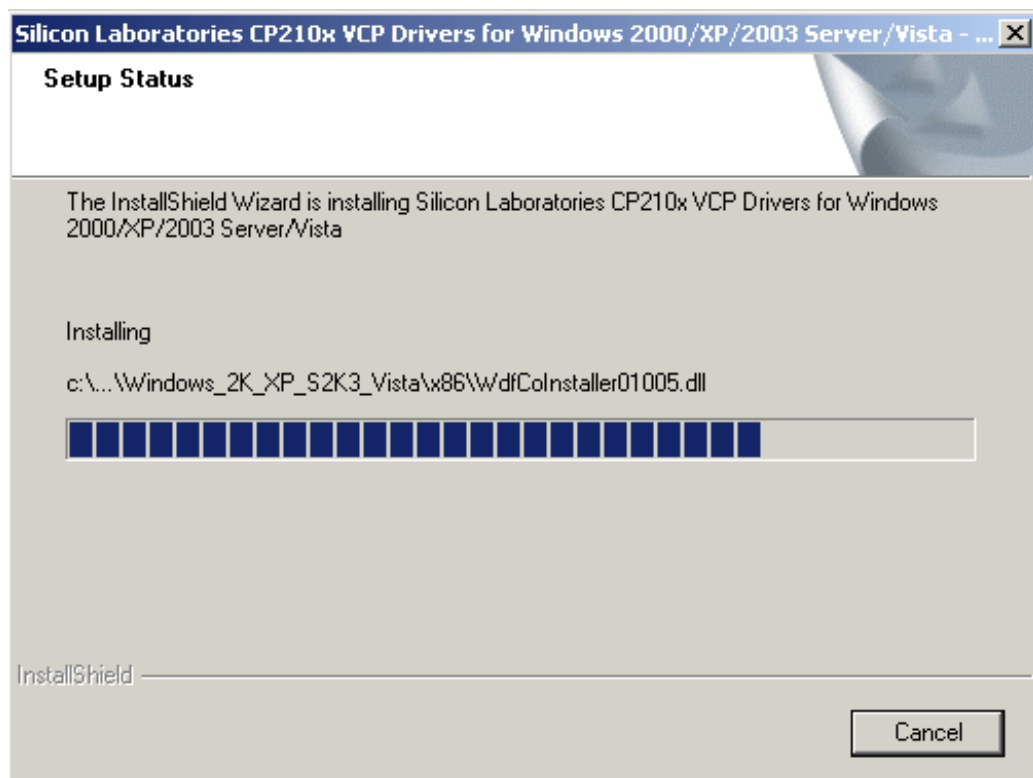 Silicon Laboratories CP210x VCP Drivers for Windows 2000/XP/2003 Server/Vista - ...
Setup Status
The InstallShield Wizard is installing Silicon Laboratories CP210x VCP Drivers for Windows
2000/XP/2003 Server/Vista
Installing
c:\...\Windows_2K_XP_S2K3_Vista\x86\WdfCoInstaller01005.dll
InstallShield
Cancel